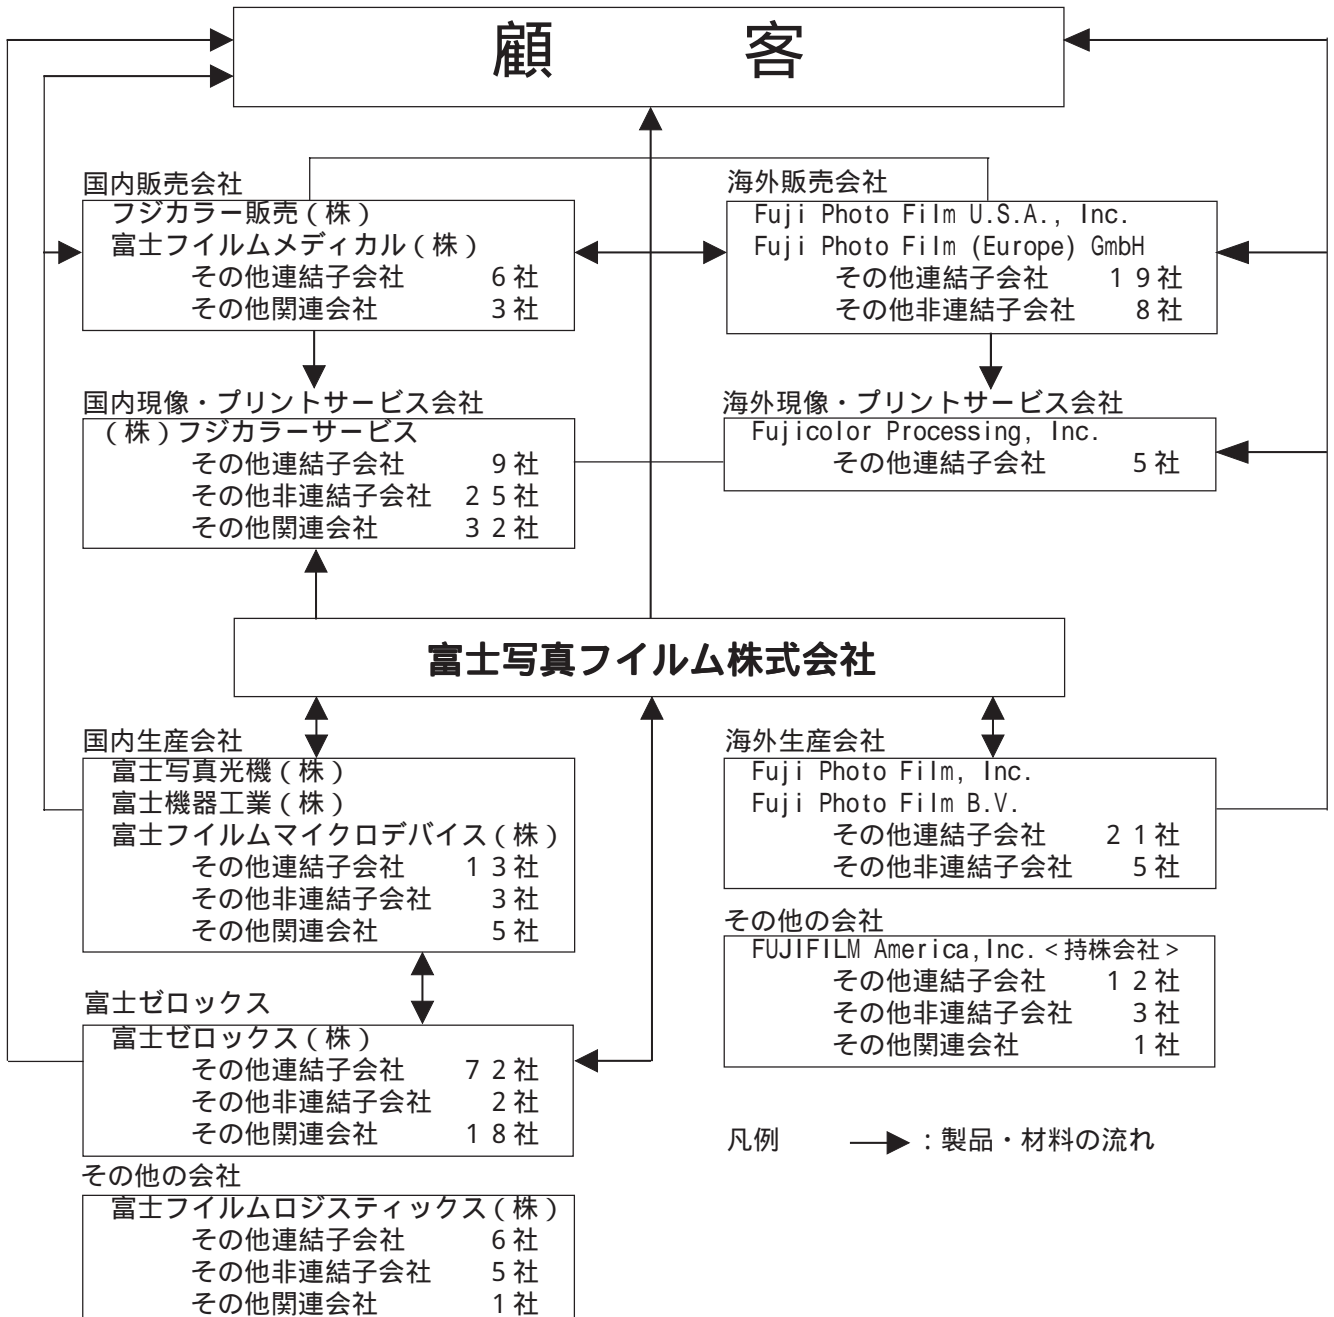 顧　客
国内販売会社
フジカラー販売（株）
富士フイルムメディカル（株）
その他連結子会社　6社
その他関連会社　3社
海外販売会社
Fuji Photo Film U.S.A., Inc.
Fuji Photo Film (Europe) GmbH
その他連結子会社　19社
その他非連結子会社　8社
国内現像・プリントサービス会社
（株）フジカラーサービス
その他連結子会社　9社
その他非連結子会社　25社
その他関連会社　32社
海外現像・プリントサービス会社
Fujicolor Processing, Inc.
その他連結子会社　5社
富士写真フイルム株式会社
国内生産会社
富士写真光機（株）
富士機器工業（株）
富士フイルムマイクロデバイス（株）
その他連結子会社　13社
その他非連結子会社　3社
その他関連会社　5社
海外生産会社
Fuji Photo Film, Inc.
Fuji Photo Film B.V.
その他連結子会社　21社
その他非連結子会社　5社
その他の会社
FUJIFILM America,Inc.<持株会社>
その他連結子会社　12社
その他非連結子会社　3社
その他関連会社　1社
富士ゼロックス
富士ゼロックス（株）
その他連結子会社　72社
その他非連結子会社　2社
その他関連会社　18社
凡例　→：製品・材料の流れ
その他の会社
富士フイルムロジスティックス（株）
その他連結子会社　6社
その他非連結子会社　5社
その他関連会社　1社